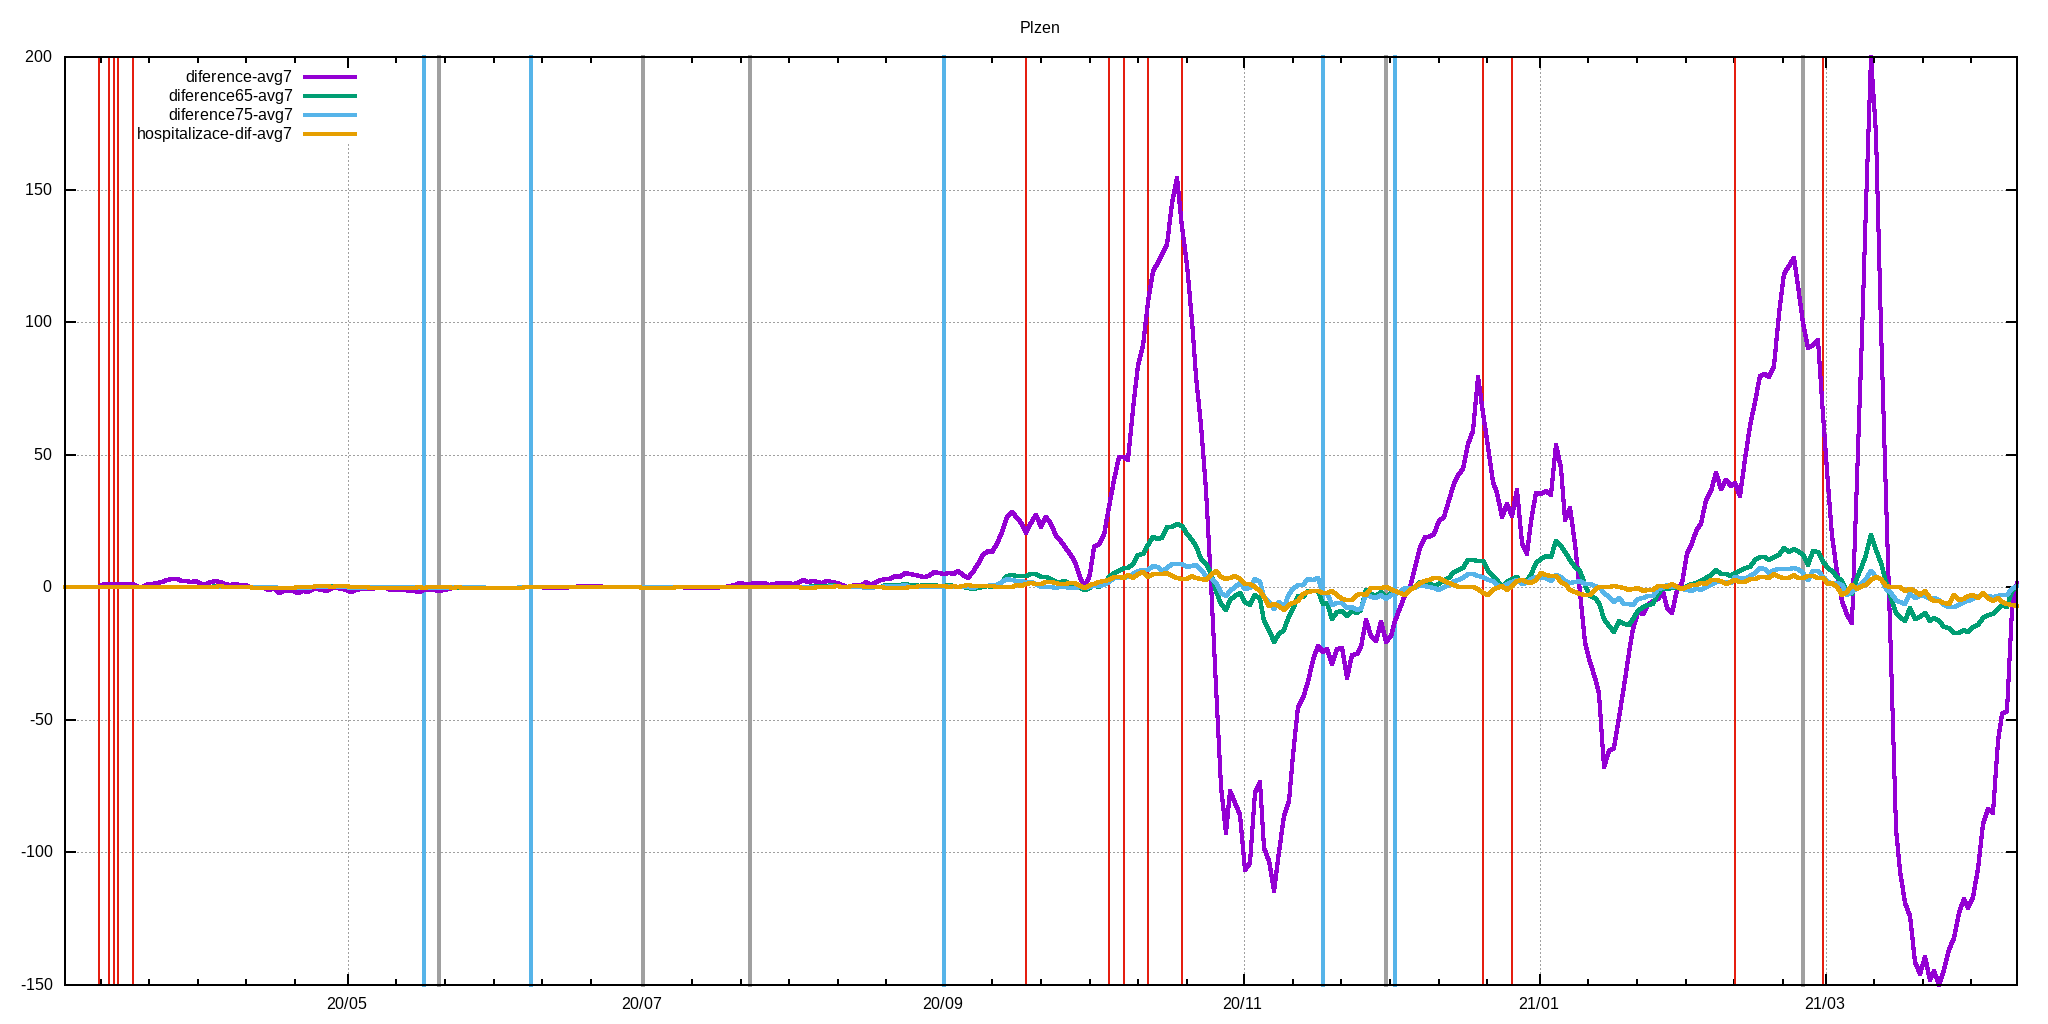 Plzen
200
diference-avg7
diference65-avg7
diference75-avg7
hospitalizace-dif-avg7
150
100
50
0
-50
-100
-150
20/05 20/07 20/09 20/11 21/01 21/03